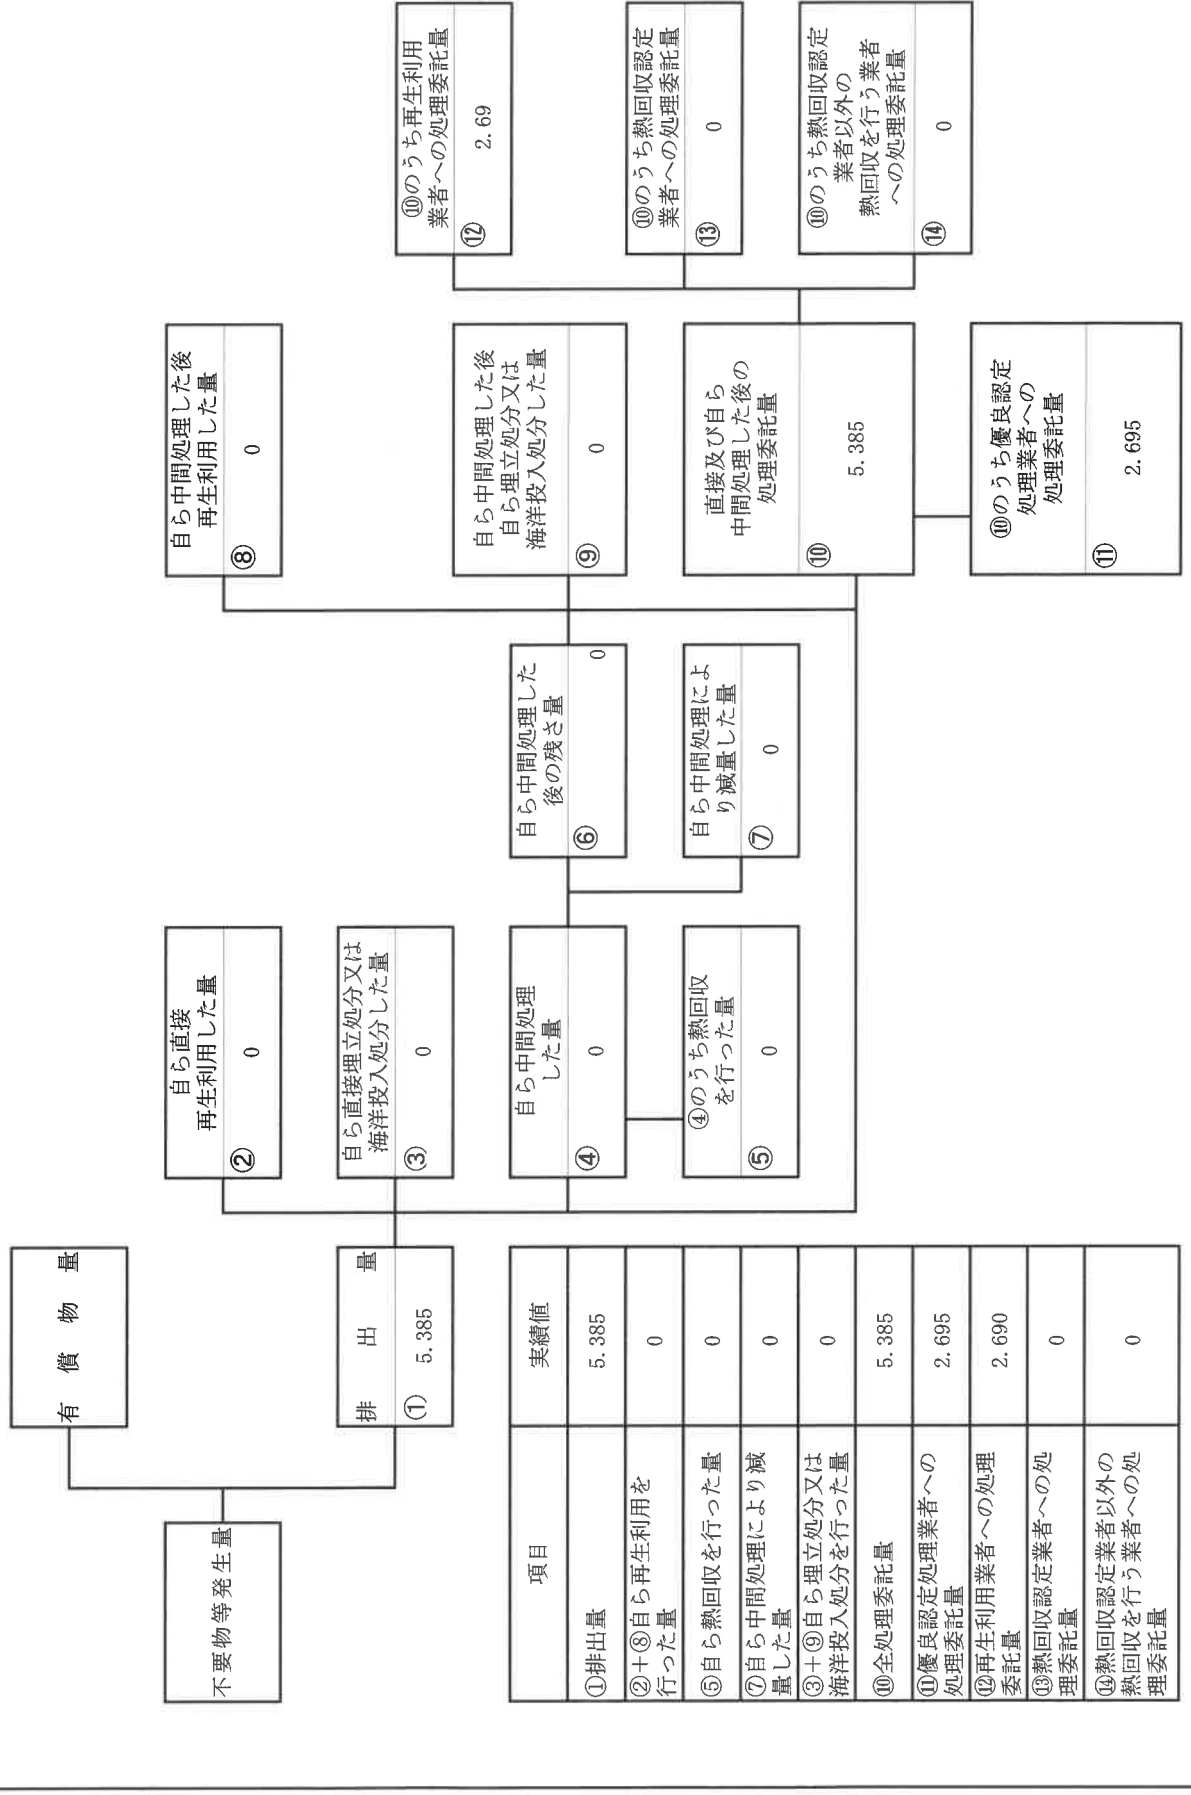 有償物量
不要物等発生量
排出量
① 5.385
自ら直接
再生利用した量
② 0
自ら直接埋立処分又は
海洋投入処分した量
③ 0
自ら中間処理
した量
④ 0
④のうち熱回収
を行った量
⑤ 0
自ら中間処理した
後の残さ量
⑥ 0
自ら中間処理によ
り減量した量
⑦ 0
自ら中間処理した後
再生利用した量
⑧ 0
自ら中間処理した後
自ら埋立処分又は
海洋投入処分した量
⑨ 0
直接及び自ら
中間処理した後の
処理委託量
⑩ 5.385
⑩のうち優良認定
処理業者への
処理委託量
⑪ 2.695
⑩のうち再生利用
業者への処理委託量
⑫ 2.69
⑩のうち熱回収認定
業者への処理委託量
⑬ 0
⑩のうち熱回収認定
業者以外の
熱回収を行う業者
への処理委託量
⑭ 0
項目 実績値
①排出量 5.385
②+⑧自ら再生利用を
行った量 0
⑤自ら熱回収を行った量 0
⑦自ら中間処理により減
量した量 0
③+⑨自ら埋立処分又は
海洋投入処分を行った量 0
⑩全処理委託量 5.385
⑪優良認定処理業者への
処理委託量 2.695
⑫再生利用業者への処理
委託量 2.690
⑬熱回収認定業者への処
理委託量 0
⑭熱回収認定業者以外の
熱回収を行う業者への処
理委託量 0